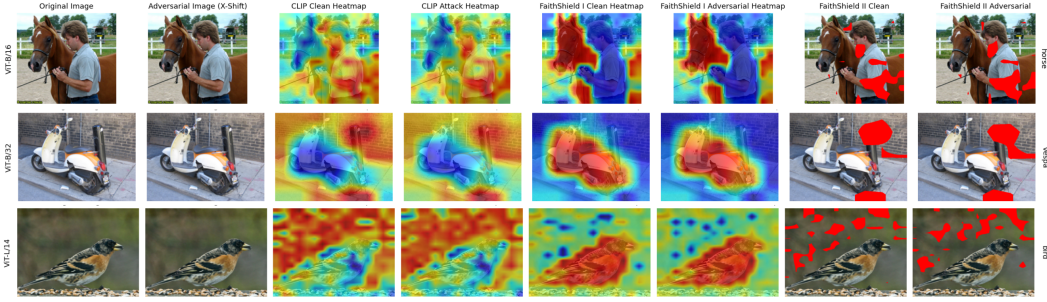 Original Image
Adversarial Image (X-Shift)
CLIP Clean Heatmap
CLIP Attack Heatmap
FaithShield I Clean Heatmap
FaithShield I Adversarial Heatmap
FaithShield II Clean
FaithShield II Adversarial
ViT-B/16
horse
ViT-B/32
vespa
ViT-L/14
bird